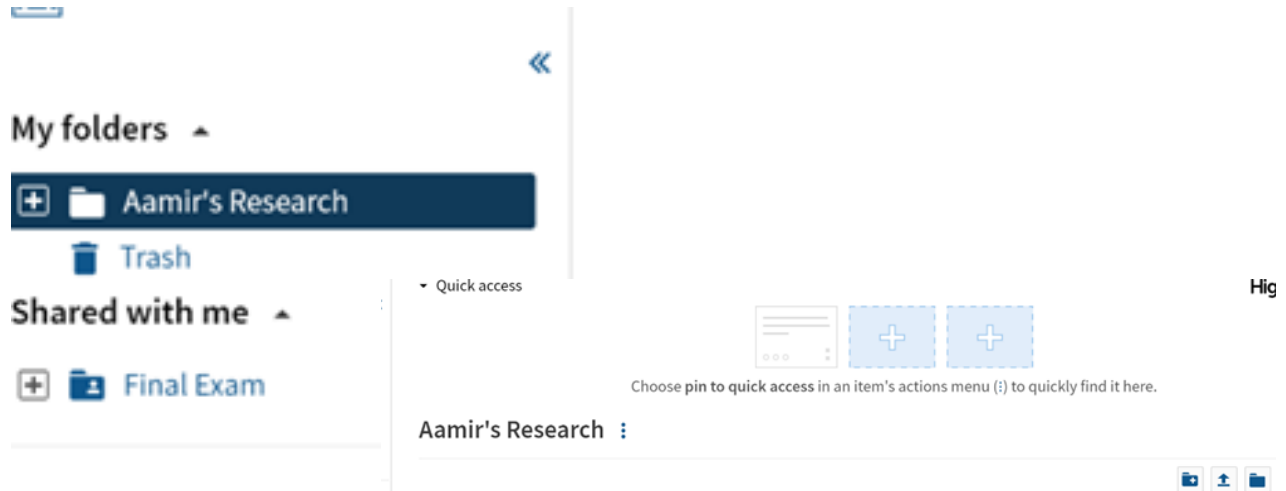 My folders
Aamir's Research
Trash
Shared with me
Final Exam
Quick access
Choose pin to quick access in an item's actions menu (⋮) to quickly find it here.
Aamir's Research